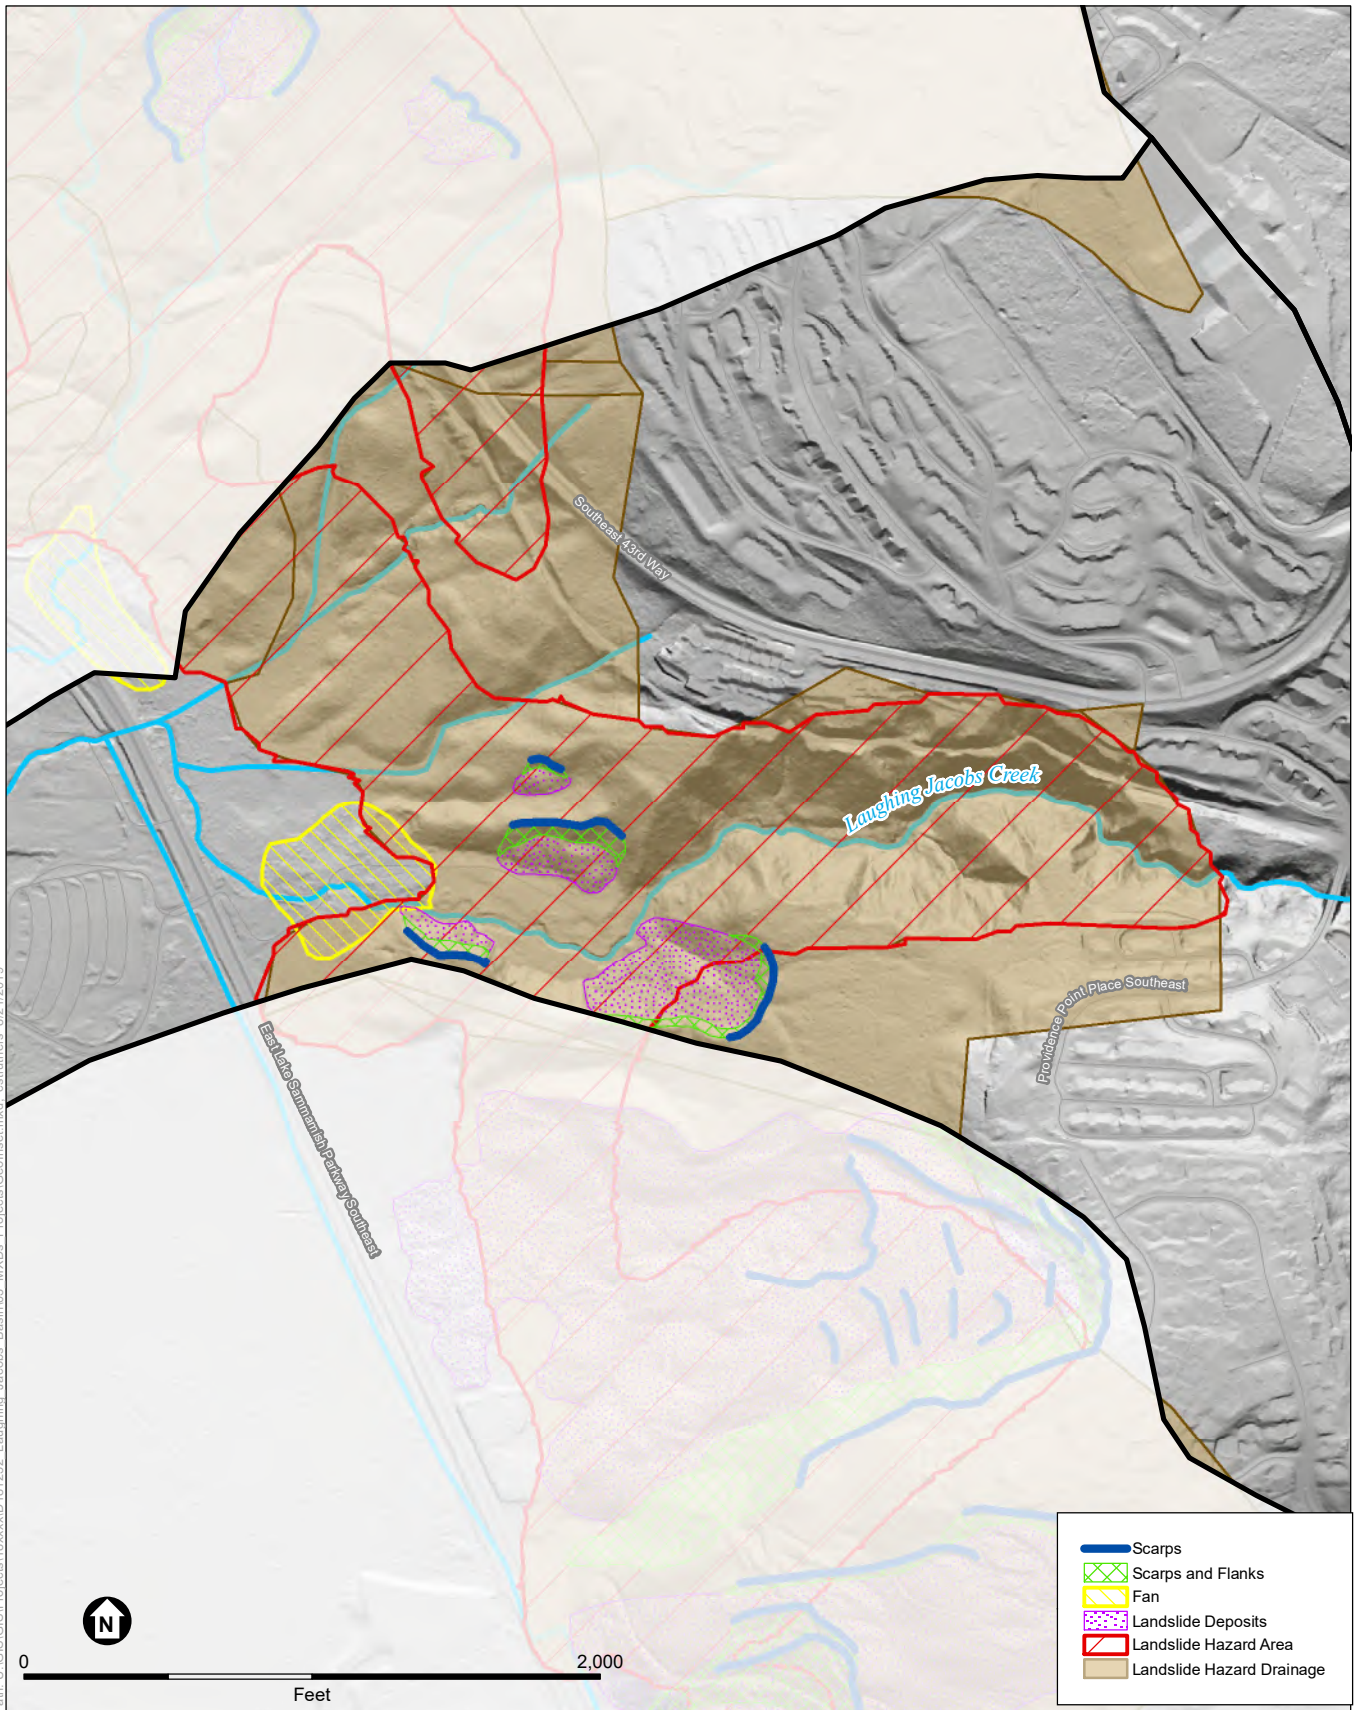 Southeast 43rd Way
Laughing Jacobs Creek
Providence Point Place Southeast
East Lake Sammamish Parkway Southeast
Scarps
Scarps and Flanks
Fan
Landslide Deposits
Landslide Hazard Area
Landslide Hazard Drainage
N
0 2,000
Feet